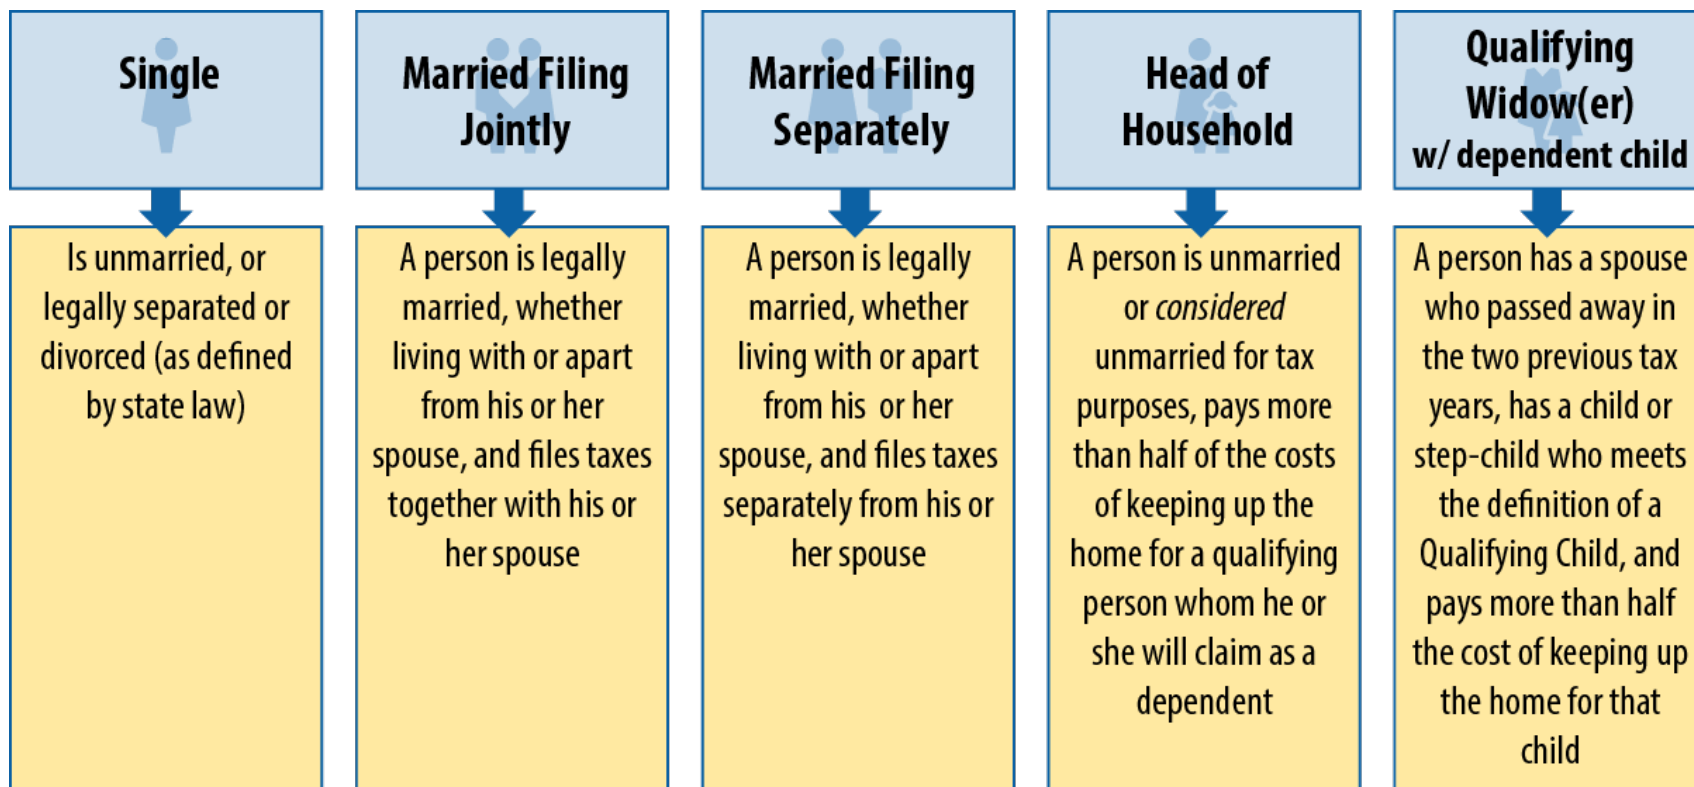 Single
Is unmarried, or
legally separated or
divorced (as defined
by state law)
Married Filing
Jointly
A person is legally
married, whether
living with or apart
from his or her
spouse, and files taxes
together with his or
her spouse
Married Filing
Separately
A person is legally
married, whether
living with or apart
from his or her
spouse, and files taxes
separately from his or
her spouse
Head of
Household
A person is unmarried
or considered
unmarried for tax
purposes, pays more
than half of the costs
of keeping up the
home for a qualifying
person whom he or
she will claim as a
dependent
Qualifying
Widow(er)
w/ dependent child
A person has a spouse
who passed away in
the two previous tax
years, has a child or
step-child who meets
the definition of a
Qualifying Child, and
pays more than half
the cost of keeping up
the home for that
child